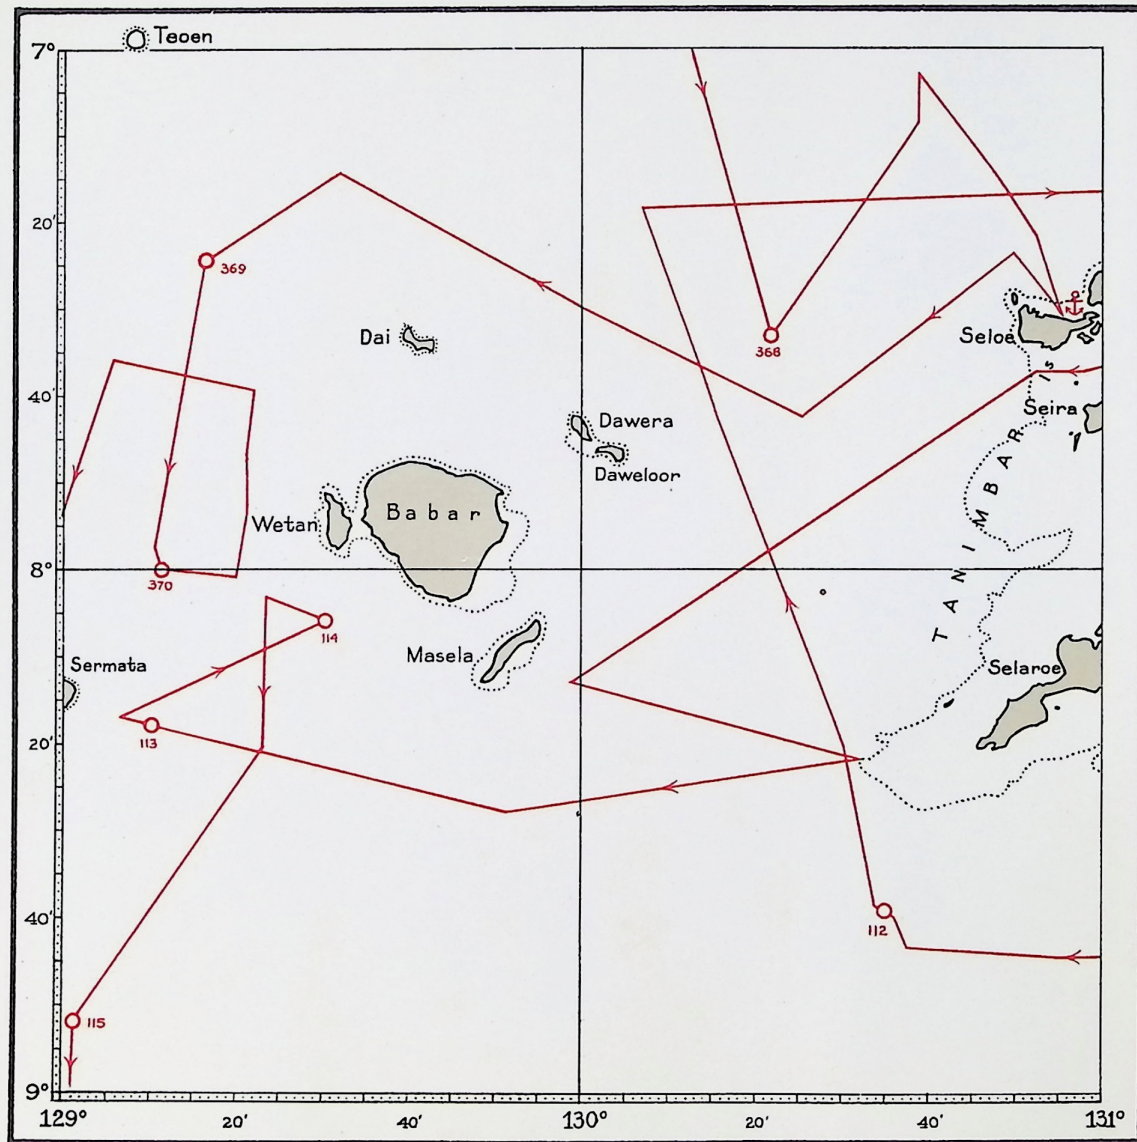 Teoen
7°
20'
369
Dai
368
Seloe
40'
Seira
Dawera
Daweloor
Babar
Wetan
TANIMBAR IS
8°
370
114
Sermata
Masela
Selaroe
113
20'
40'
112
115
9°
129°
20'
40'
130°
20'
40'
131°